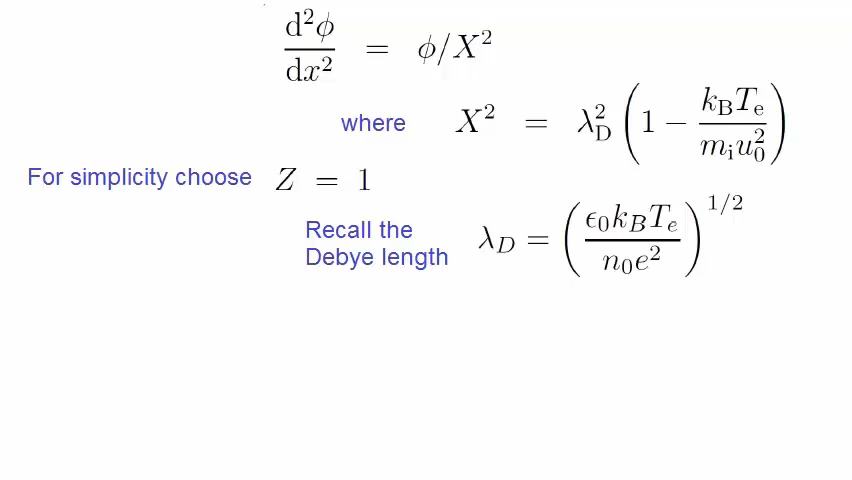 d²ϕ/dx² = ϕ/X²
where X² = λ_D² (1 − k_B T_e / m_i u_0²)
For simplicity choose Z = 1
Recall the
Debye length λ_D = (ϵ_0 k_B T_e / n_0 e²)^{1/2}